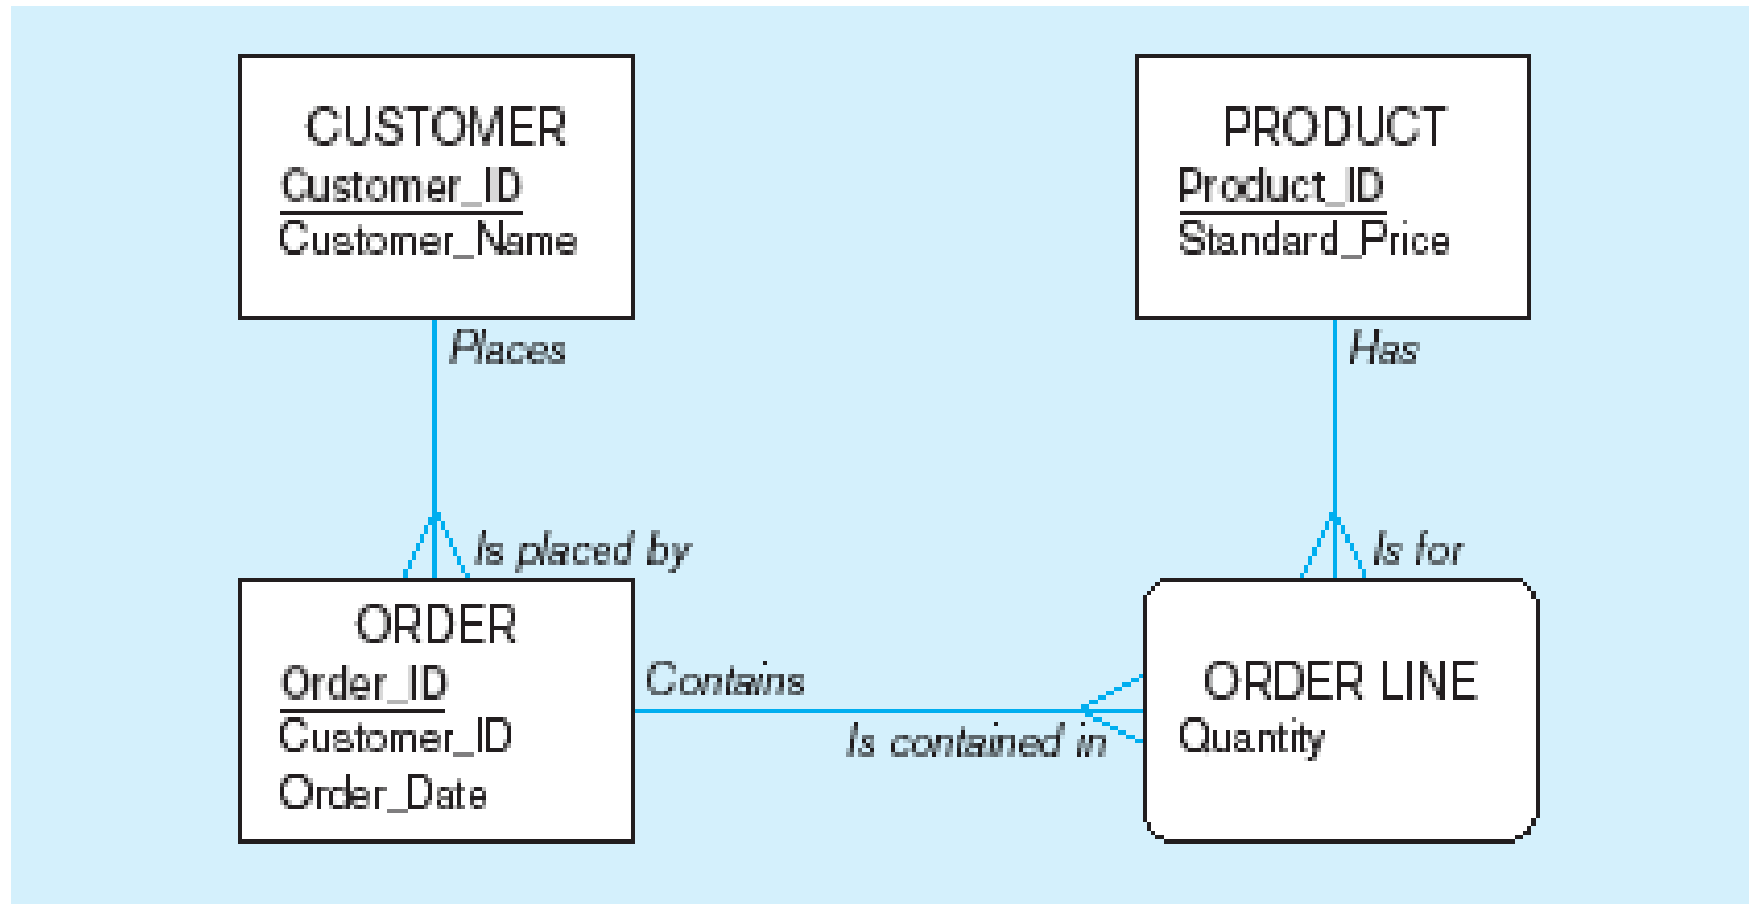 CUSTOMER
Customer_ID
Customer_Name
PRODUCT
Product_ID
Standard_Price
Places
Has
Is placed by
Is for
ORDER
Order_ID
Customer_ID
Order_Date
Contains
Is contained in
ORDER LINE
Quantity